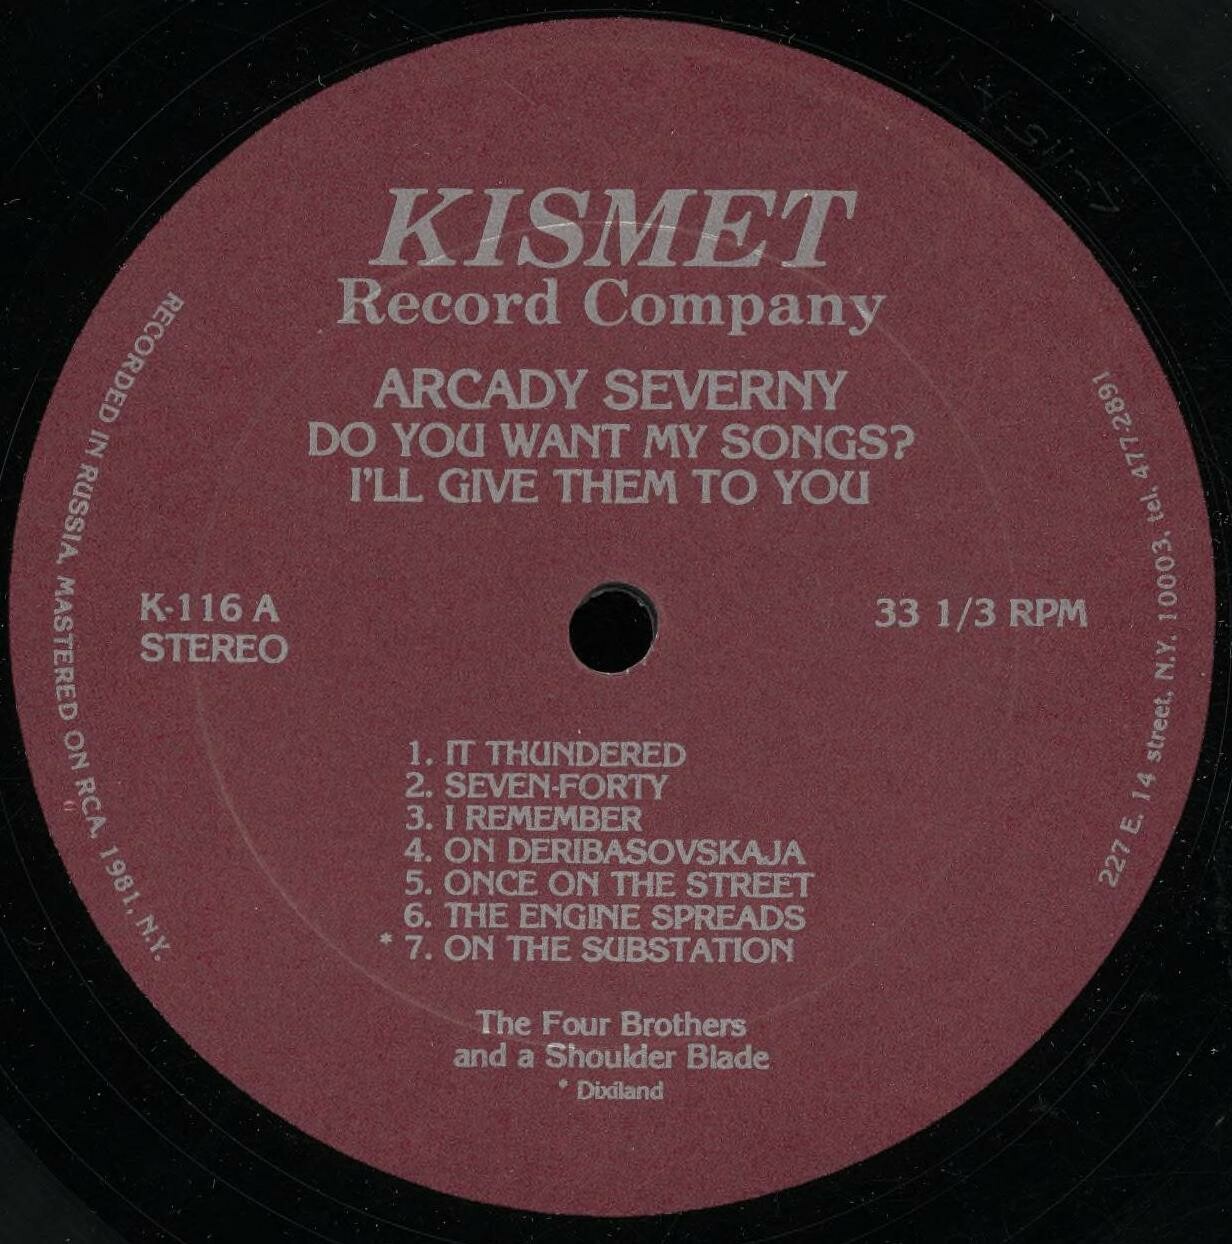 KISMET
Record Company
ARCADY SEVERNY
DO YOU WANT MY SONGS?
I'LL GIVE THEM TO YOU
K-116 A
STEREO
33 1/3 RPM
1. IT THUNDERED
2. SEVEN-FORTY
3. I REMEMBER
4. ON DERIBASOVSKAJA
5. ONCE ON THE STREET
6. THE ENGINE SPREADS
* 7. ON THE SUBSTATION
The Four Brothers
and a Shoulder Blade
* Dixiland
RECORDED IN RUSSIA, MASTERED ON RCA, 1981, N.Y.
227 E. 14 street, N.Y. 10003, tel. 477-2891